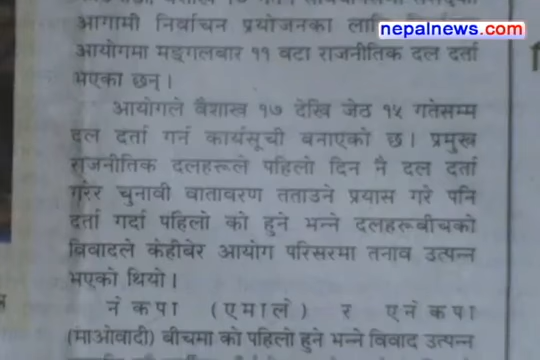 nepalnews.com
आगामी निर्वाचन प्रयोजनका
आयोगमा मङ्गलबार ११ वटा राजनीतिक दल दर्ता
भएका छन् ।
आयोगले वैशाख १७ देखि जेठ १५ गतेसम्म
दल दर्ता गर्न कार्यसूची बनाएको छ । प्रमुख
राजनीतिक दलहरूले पहिलो दिन नै दल दर्ता
गरेर चुनावी वातावरण तताउने प्रयास गरे पनि
दर्ता गर्दा पहिलो को हुने भन्ने दलहरूबीचको
विवादले केहीबेर आयोग परिसरमा तनाव उत्पन्न
भएको थियो ।
नेकपा (एमाले) र एनेकपा
(माओवादी) बीचमा को पहिलो हुने भन्ने विवाद उत्पन्न